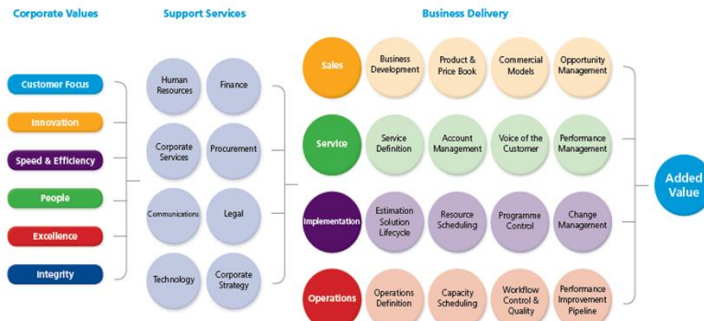 Corporate Values
Support Services
Business Delivery
Customer Focus
Innovation
Speed & Efficiency
People
Excellence
Integrity
Human
Resources
Finance
Corporate
Services
Procurement
Communications
Legal
Technology
Corporate
Strategy
Sales
Business
Development
Product &
Price Book
Commercial
Models
Opportunity
Management
Service
Service
Definition
Account
Management
Voice of the
Customer
Performance
Management
Implementation
Estimation
Solution
Lifecycle
Resource
Scheduling
Programme
Control
Change
Management
Operations
Operations
Definition
Capacity
Scheduling
Workflow
Control &
Quality
Performance
Improvement
Pipeline
Added
Value